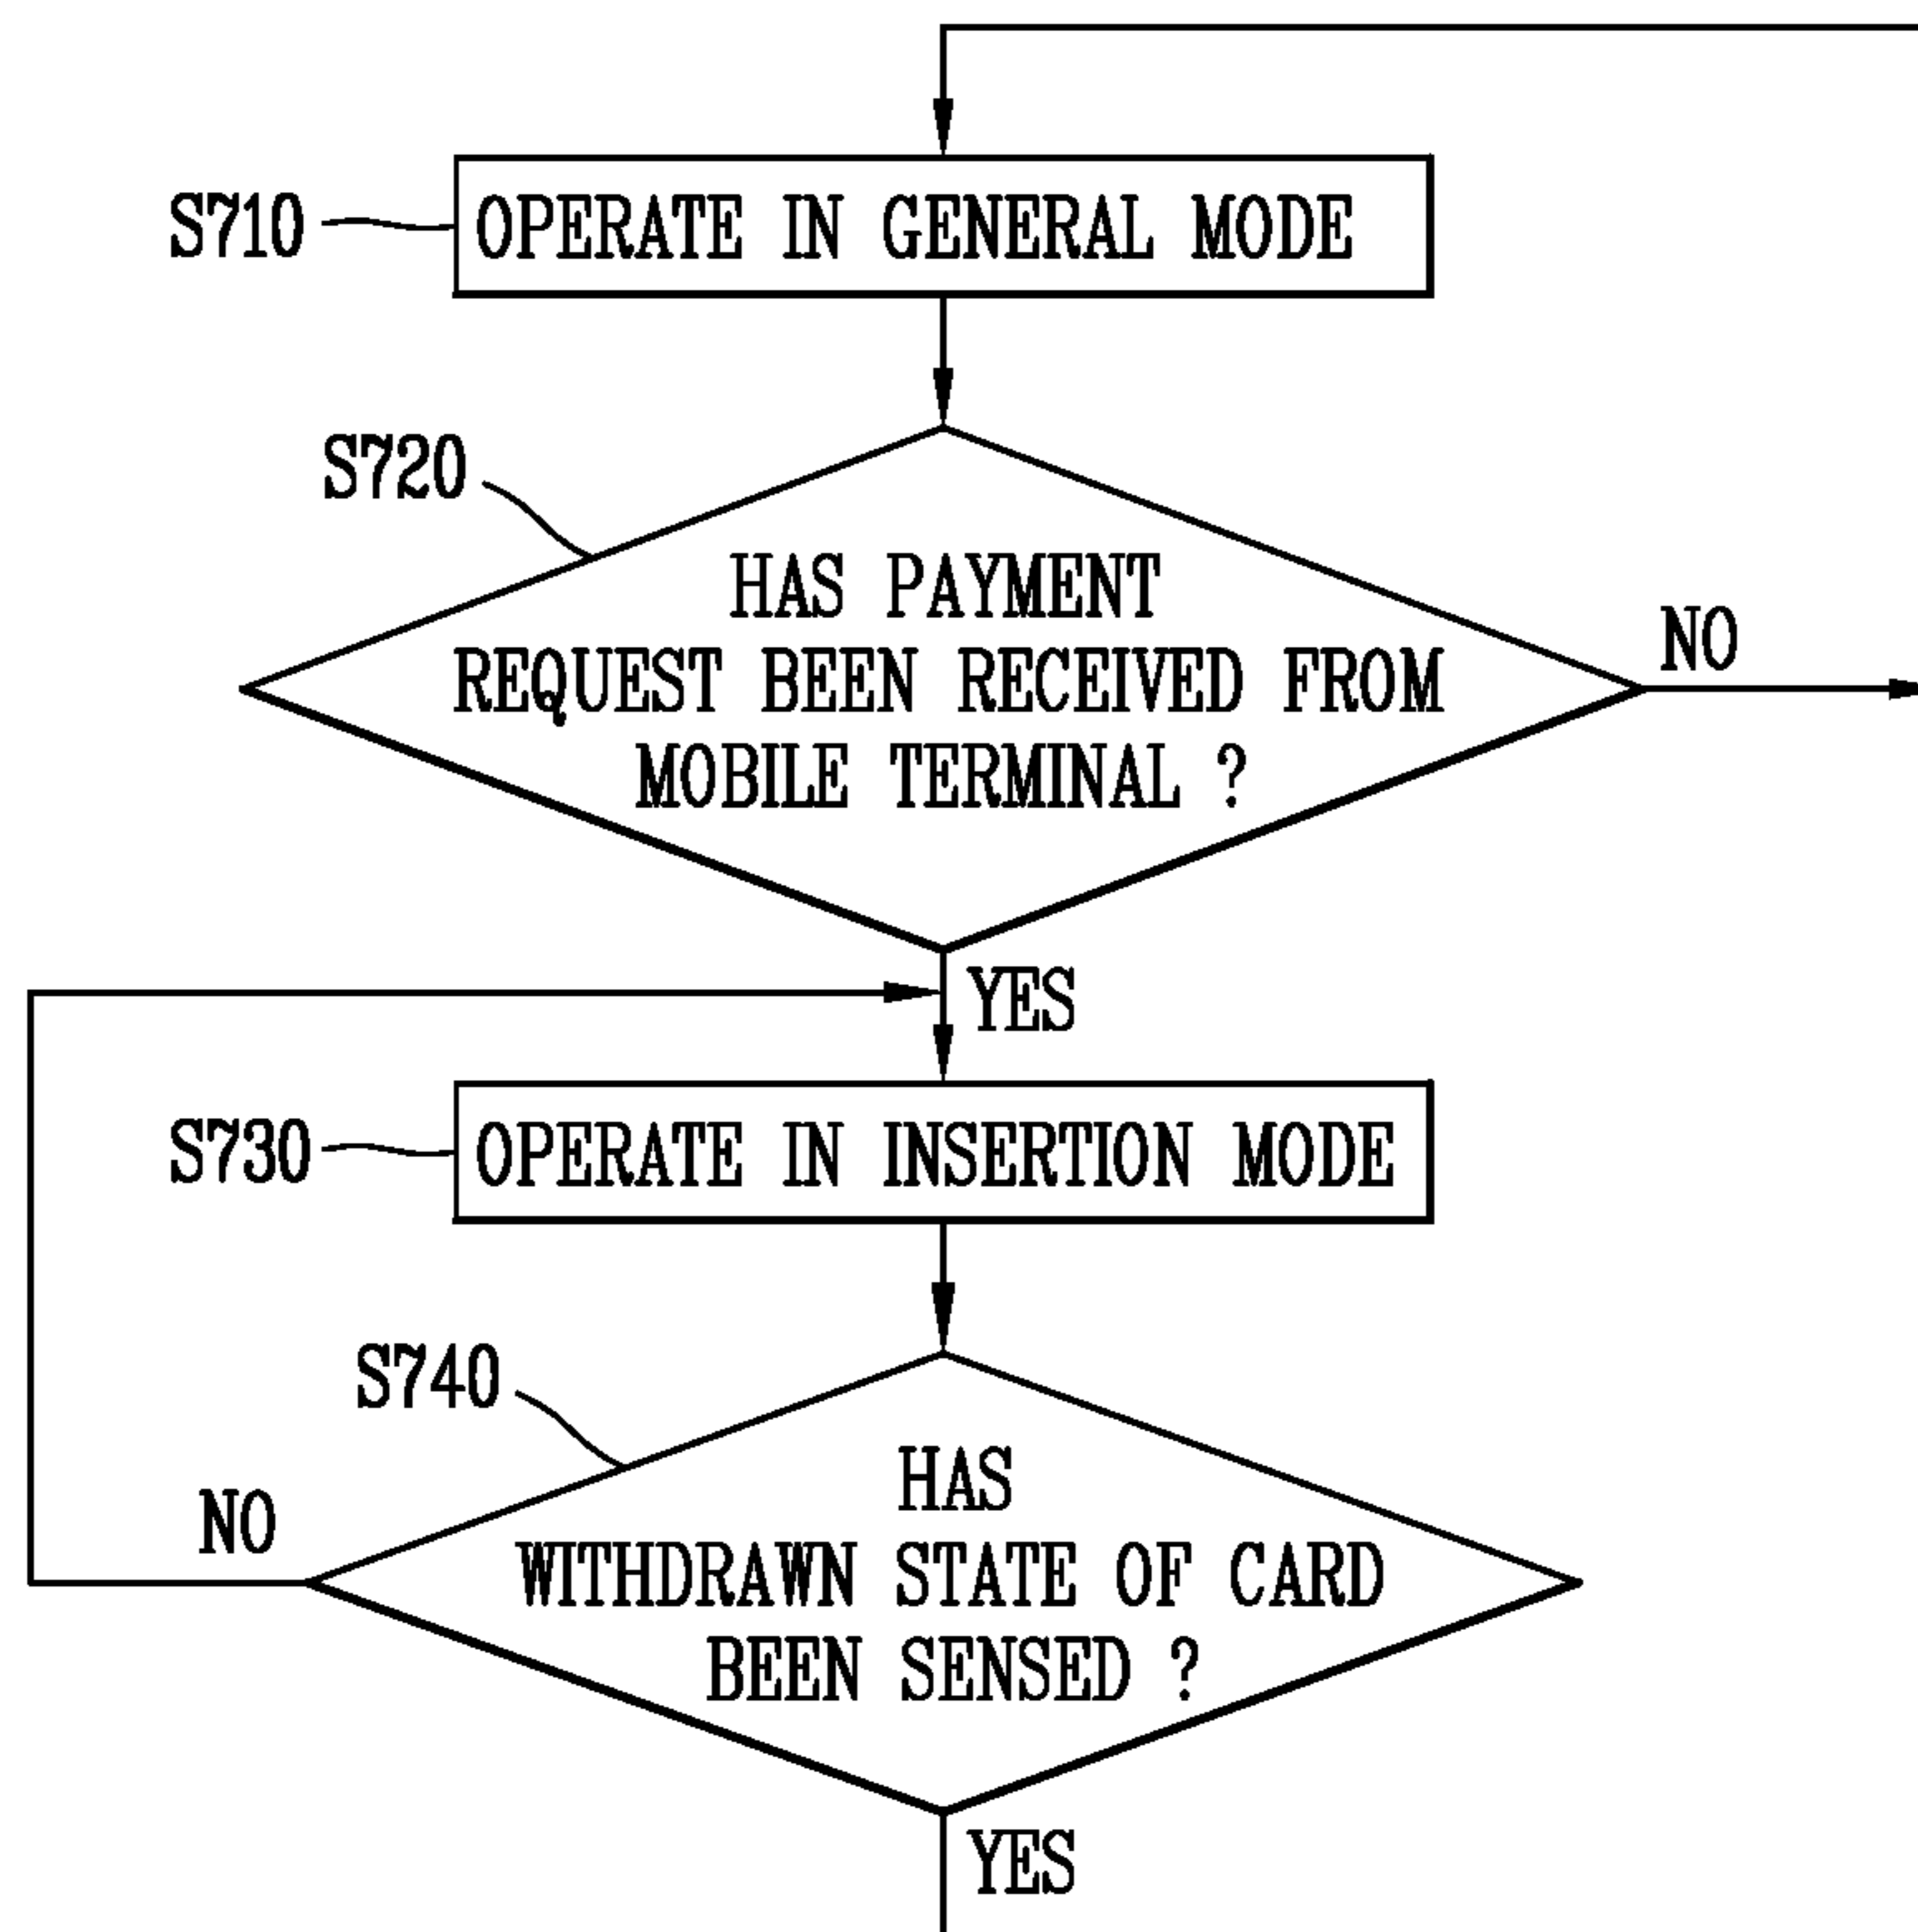 S710
OPERATE IN GENERAL MODE
S720
HAS PAYMENT
REQUEST BEEN RECEIVED FROM
MOBILE TERMINAL ?
NO
YES
S730
OPERATE IN INSERTION MODE
S740
HAS
WITHDRAWN STATE OF CARD
BEEN SENSED ?
NO
YES